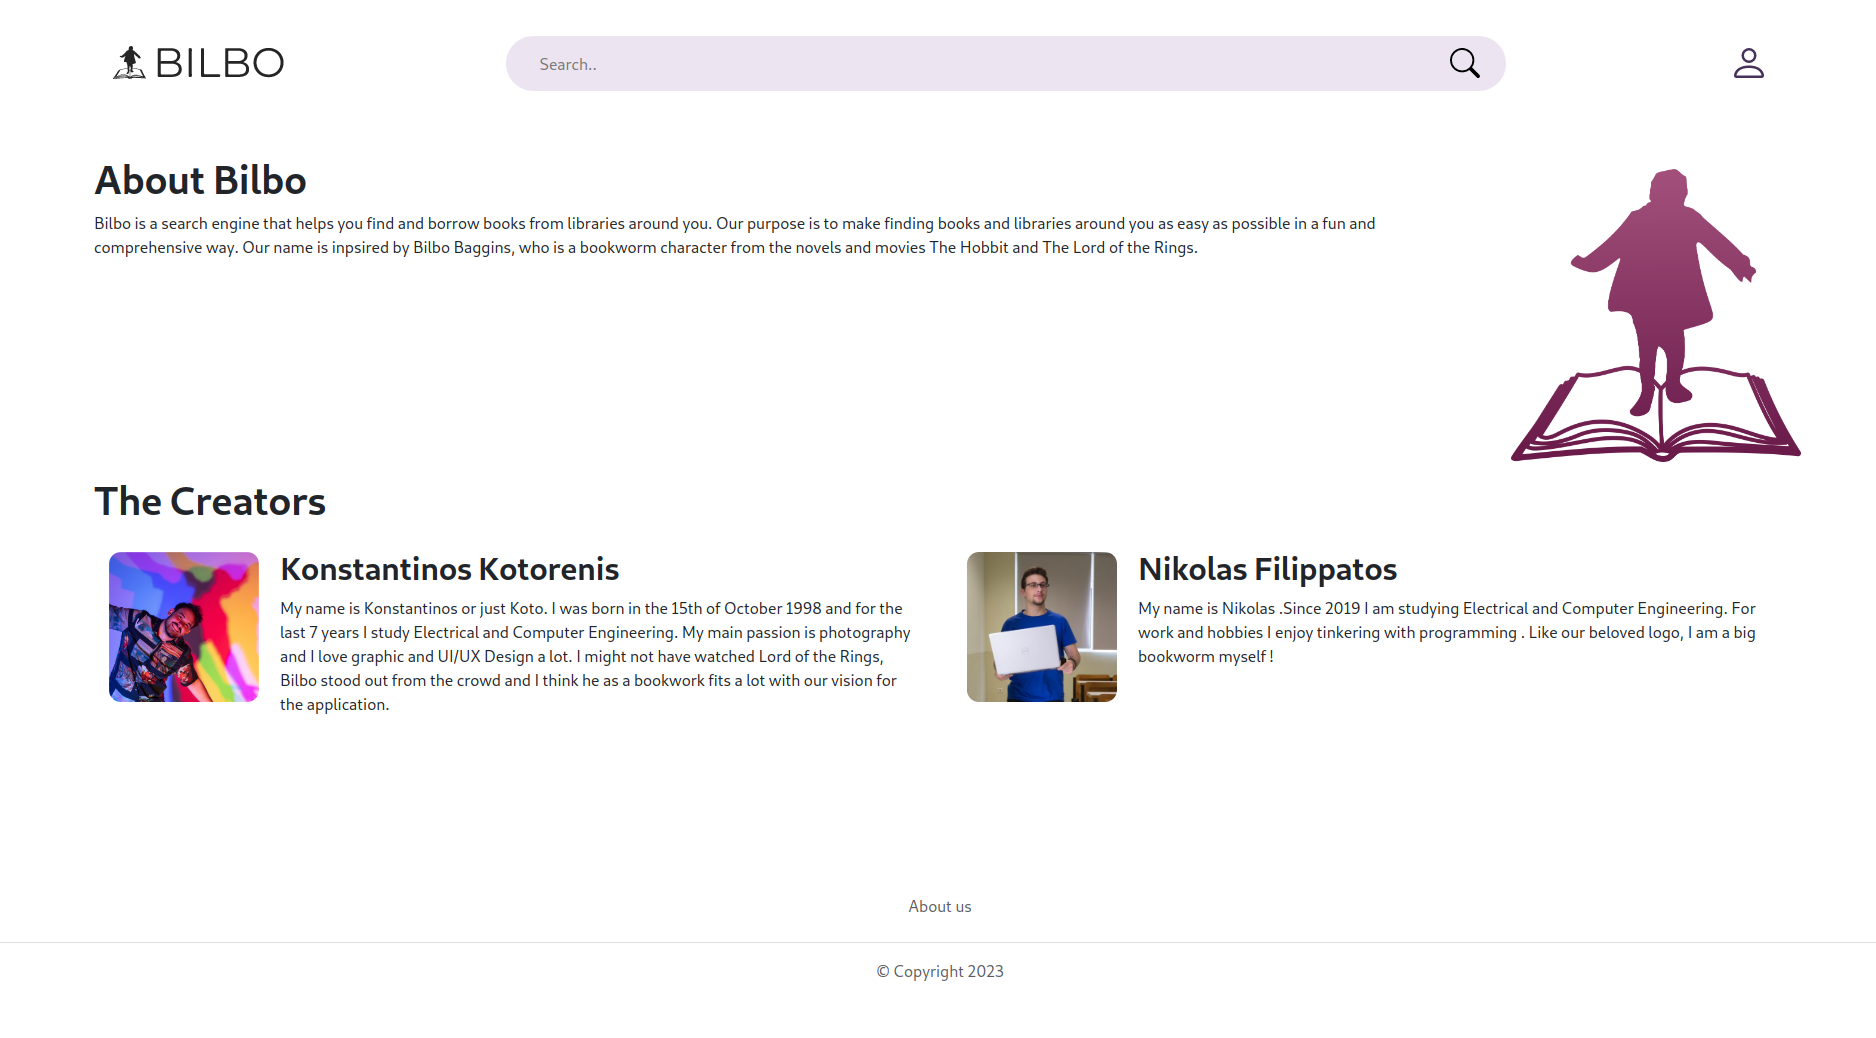 BILBO
Search..
About Bilbo
Bilbo is a search engine that helps you find and borrow books from libraries around you. Our purpose is to make finding books and libraries around you as easy as possible in a fun and
comprehensive way. Our name is inpsired by Bilbo Baggins, who is a bookworm character from the novels and movies The Hobbit and The Lord of the Rings.
The Creators
Konstantinos Kotorenis
My name is Konstantinos or just Koto. I was born in the 15th of October 1998 and for the
last 7 years I study Electrical and Computer Engineering. My main passion is photography
and I love graphic and UI/UX Design a lot. I might not have watched Lord of the Rings,
Bilbo stood out from the crowd and I think he as a bookwork fits a lot with our vision for
the application.
Nikolas Filippatos
My name is Nikolas .Since 2019 I am studying Electrical and Computer Engineering. For
work and hobbies I enjoy tinkering with programming . Like our beloved logo, I am a big
bookworm myself !
About us
© Copyright 2023